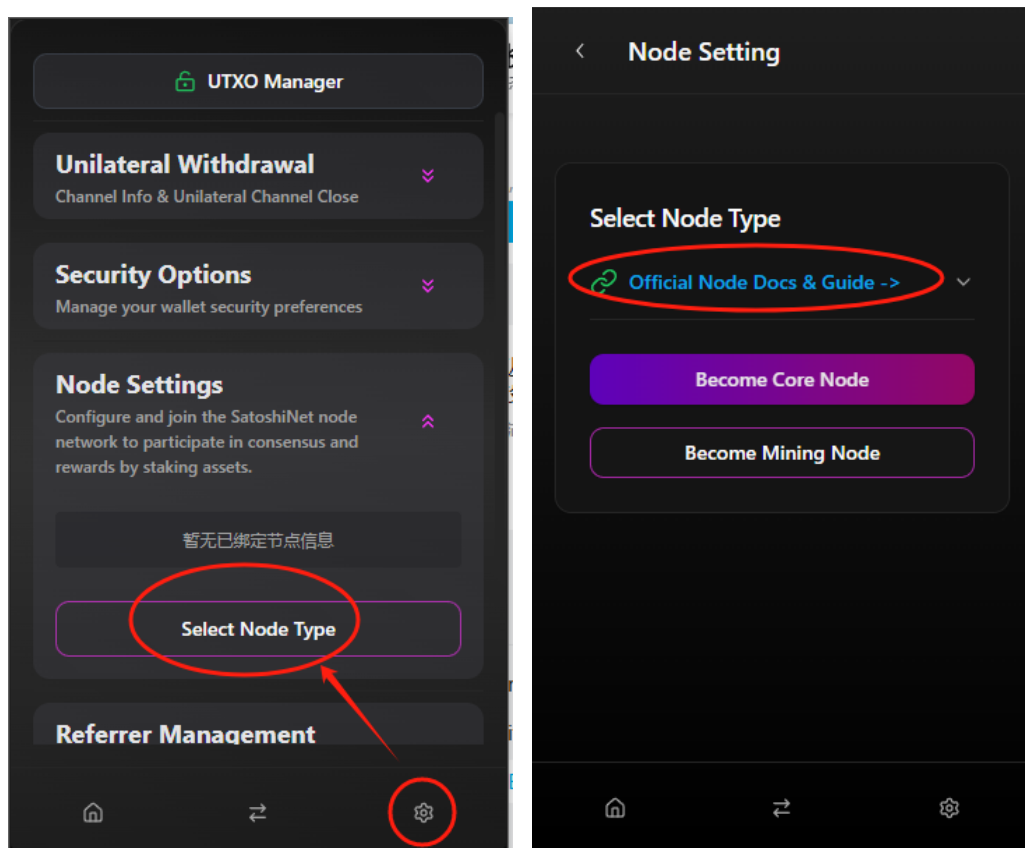 UTXO Manager
Unilateral Withdrawal
Channel Info & Unilateral Channel Close
Security Options
Manage your wallet security preferences
Node Settings
Configure and join the SatoshiNet node
network to participate in consensus and
rewards by staking assets.
暂无已绑定节点信息
Select Node Type
Referrer Management
Node Setting
Select Node Type
Official Node Docs & Guide ->
Become Core Node
Become Mining Node